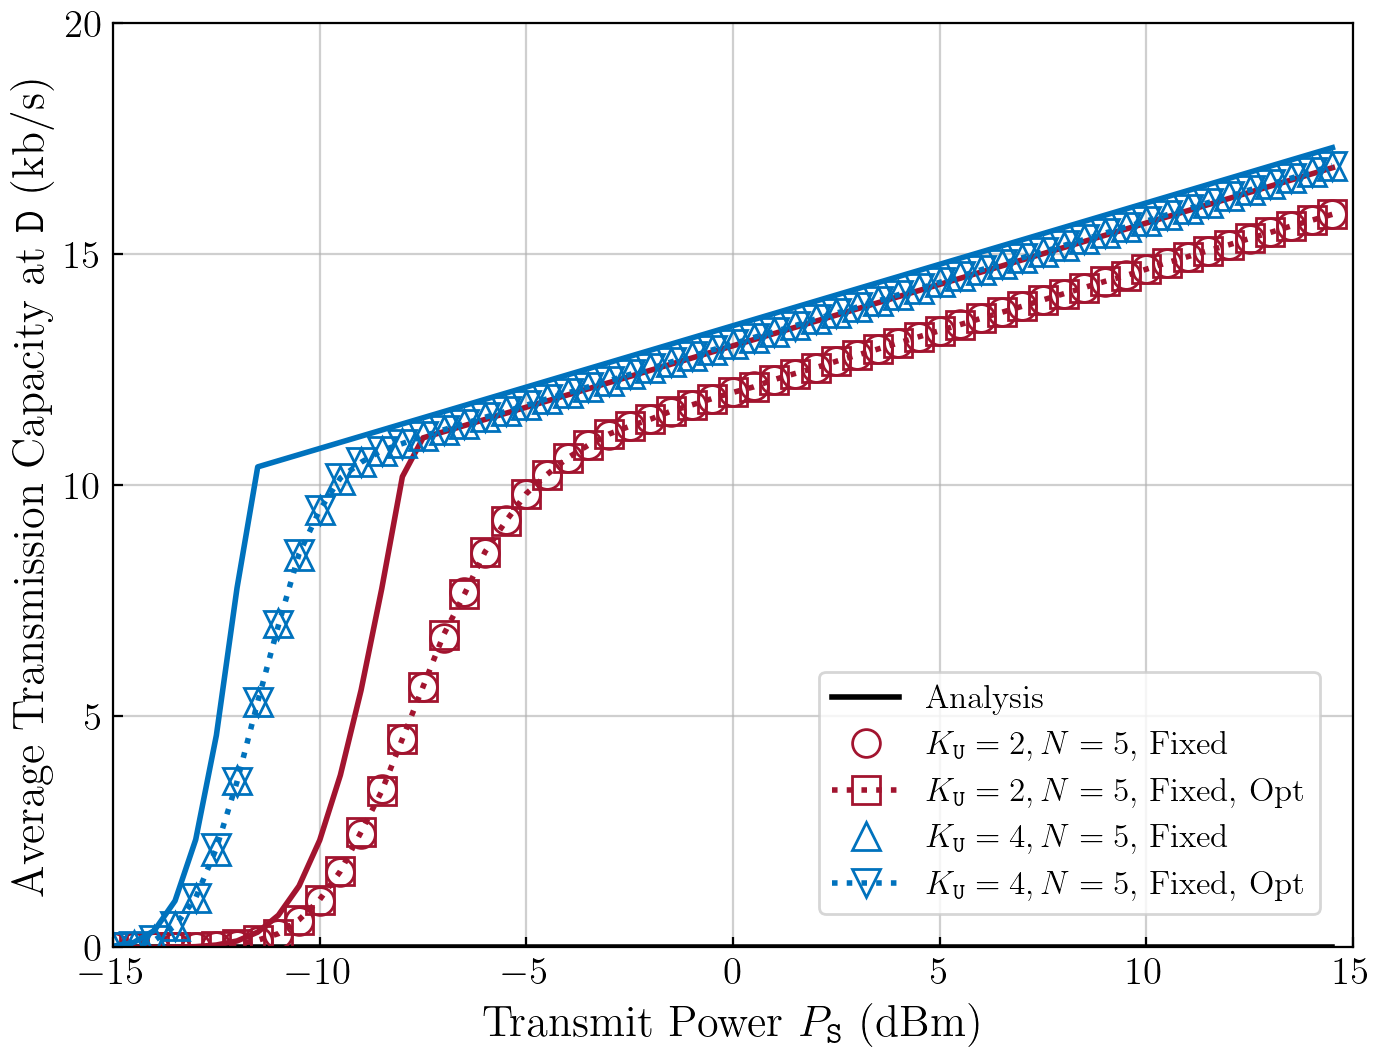 Average Transmission Capacity at D (kb/s)
20
15
10
5
0
−15
−10
−5
0
5
10
15
Transmit Power P_S (dBm)
Analysis
K_U = 2, N = 5, Fixed
K_U = 2, N = 5, Fixed, Opt
K_U = 4, N = 5, Fixed
K_U = 4, N = 5, Fixed, Opt